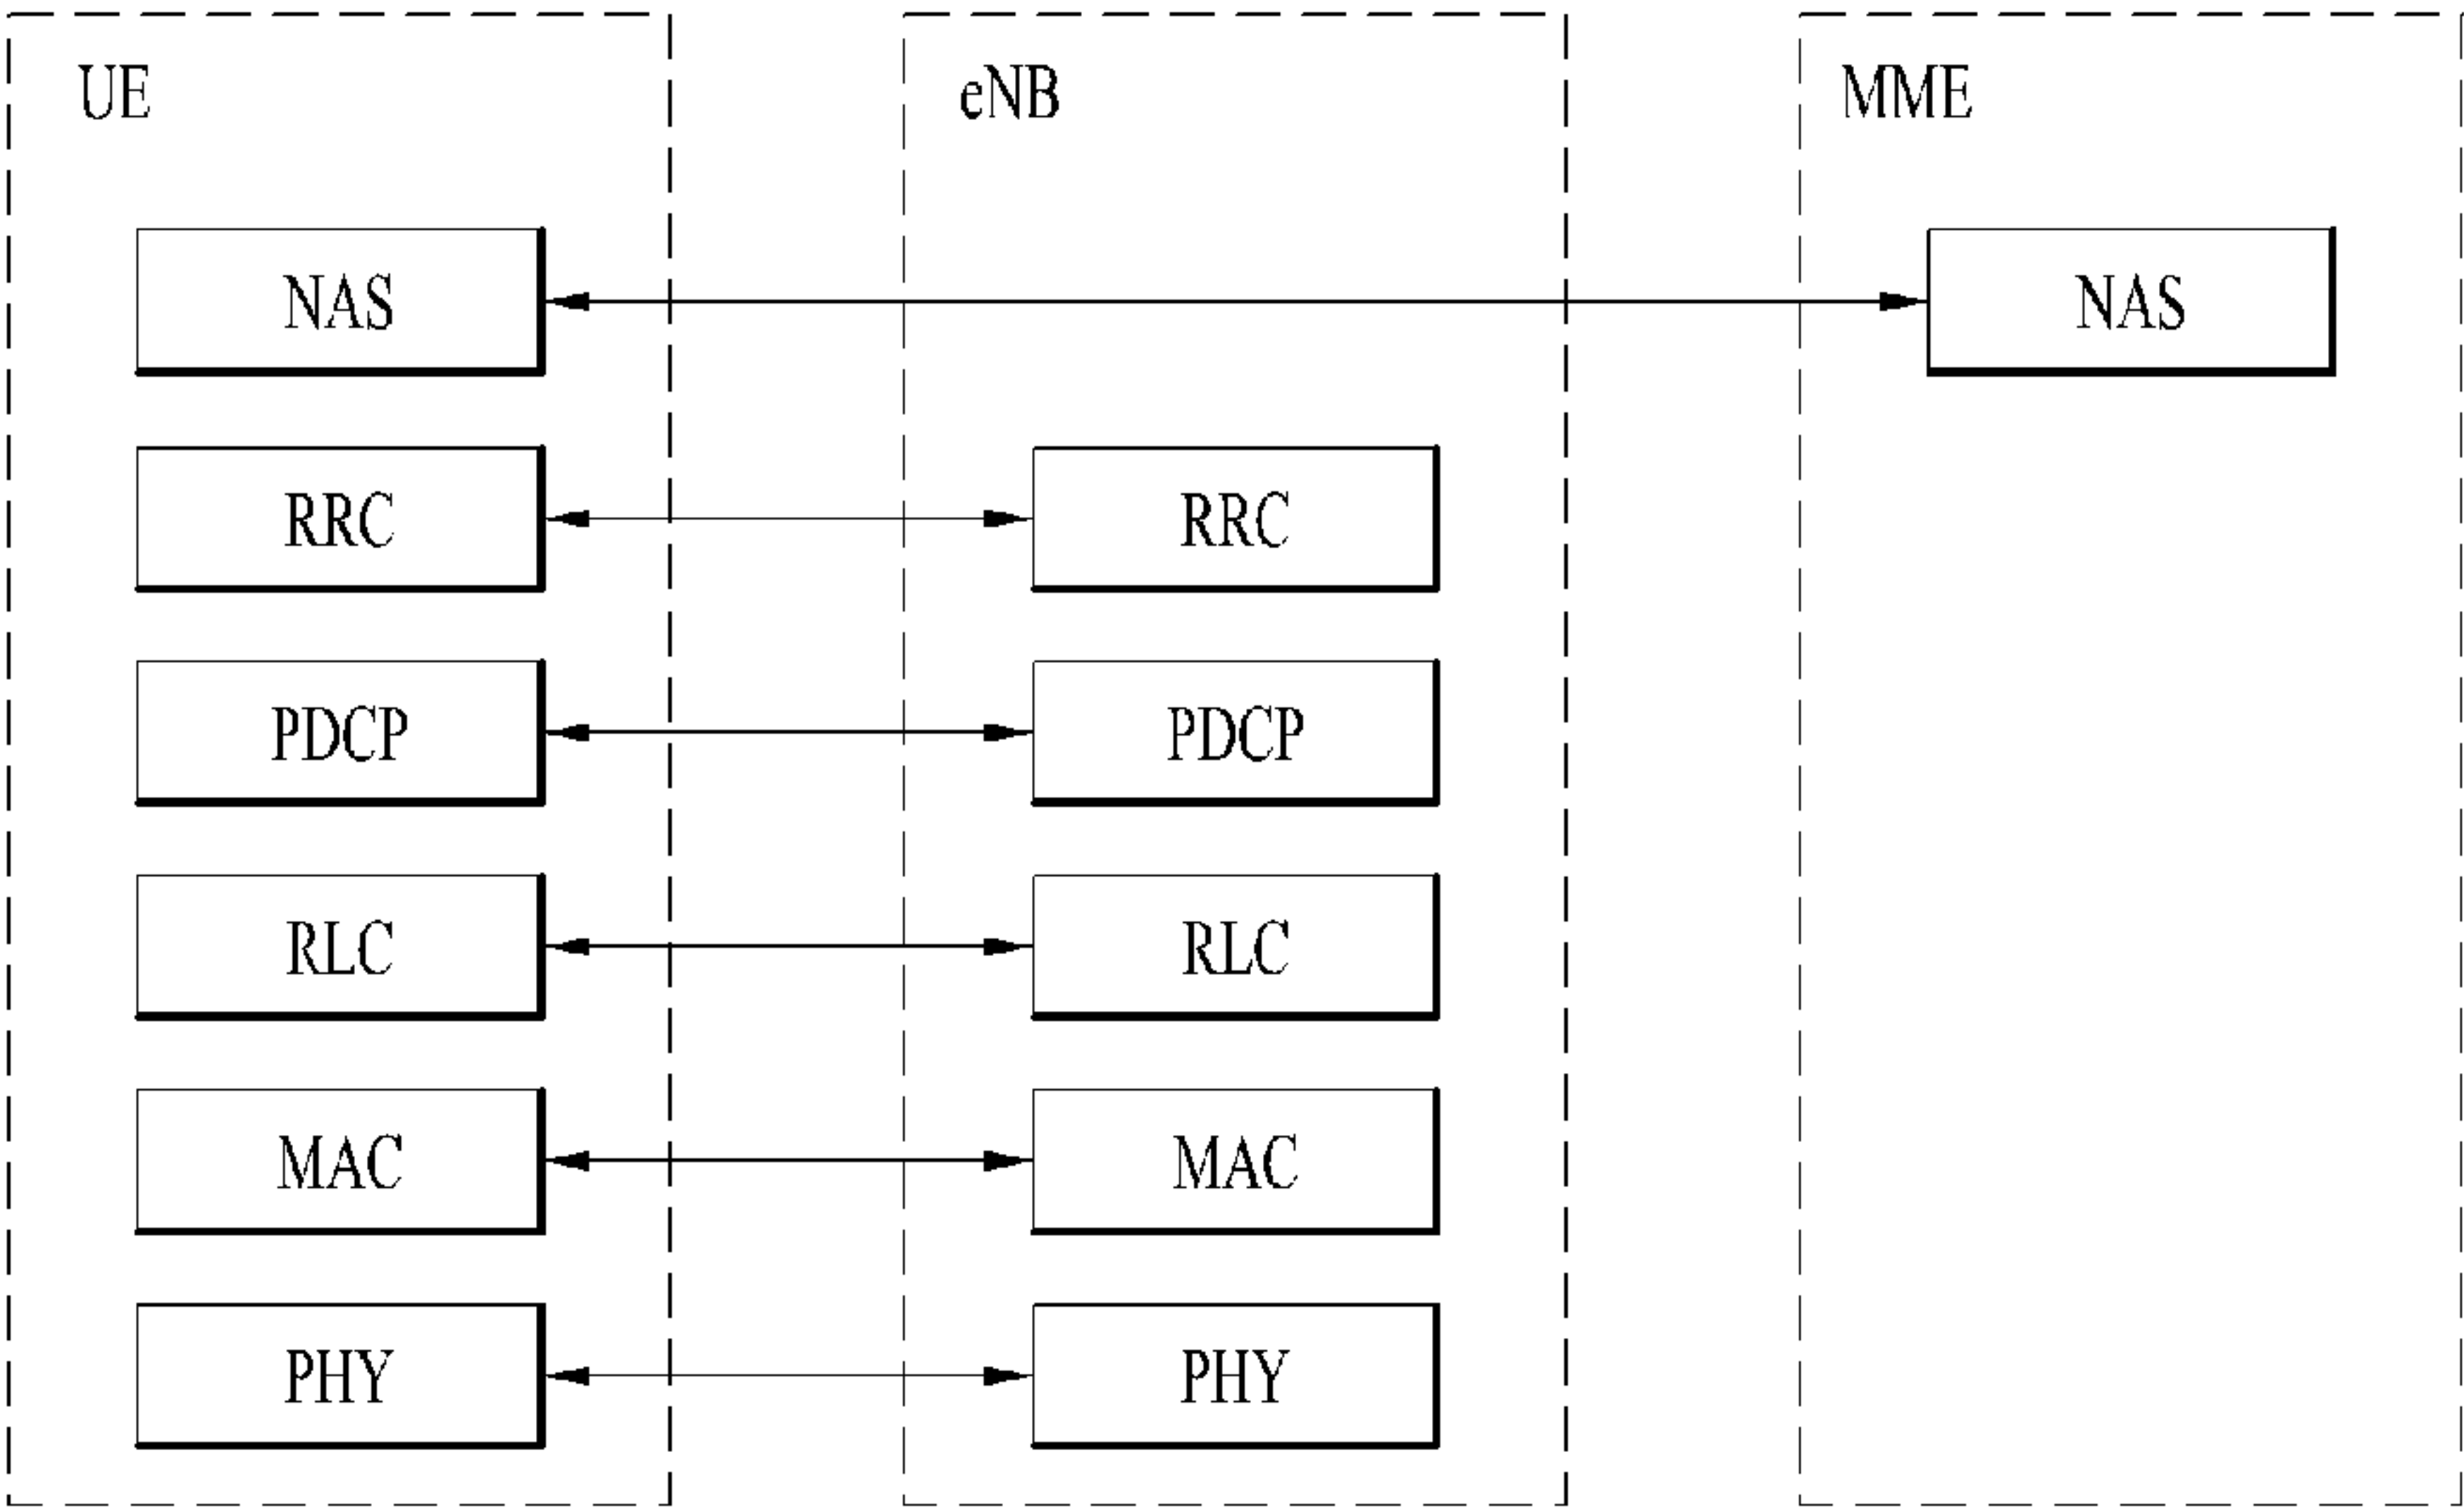 UE eNB MME
NAS NAS
RRC RRC
PDCP PDCP
RLC RLC
MAC MAC
PHY PHY